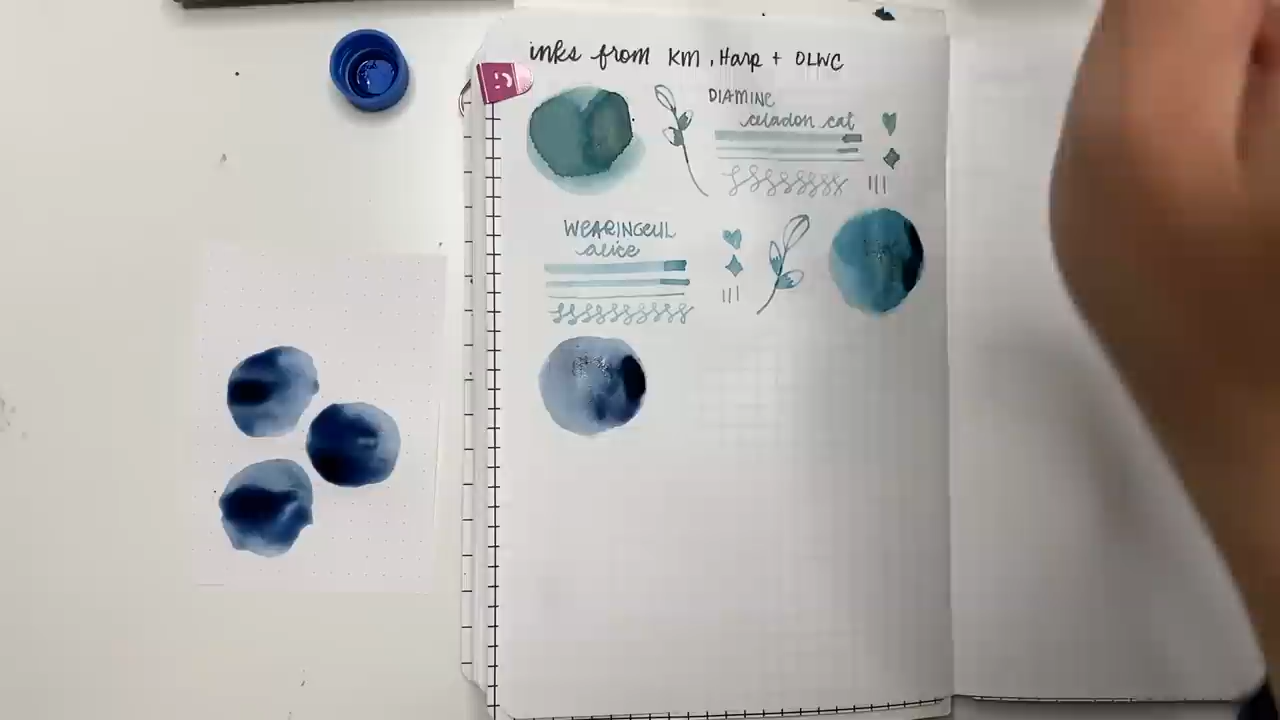 inks from KM, Harp + OLWC
DIAMINE
celadon cat
WEARINGEUL
alice